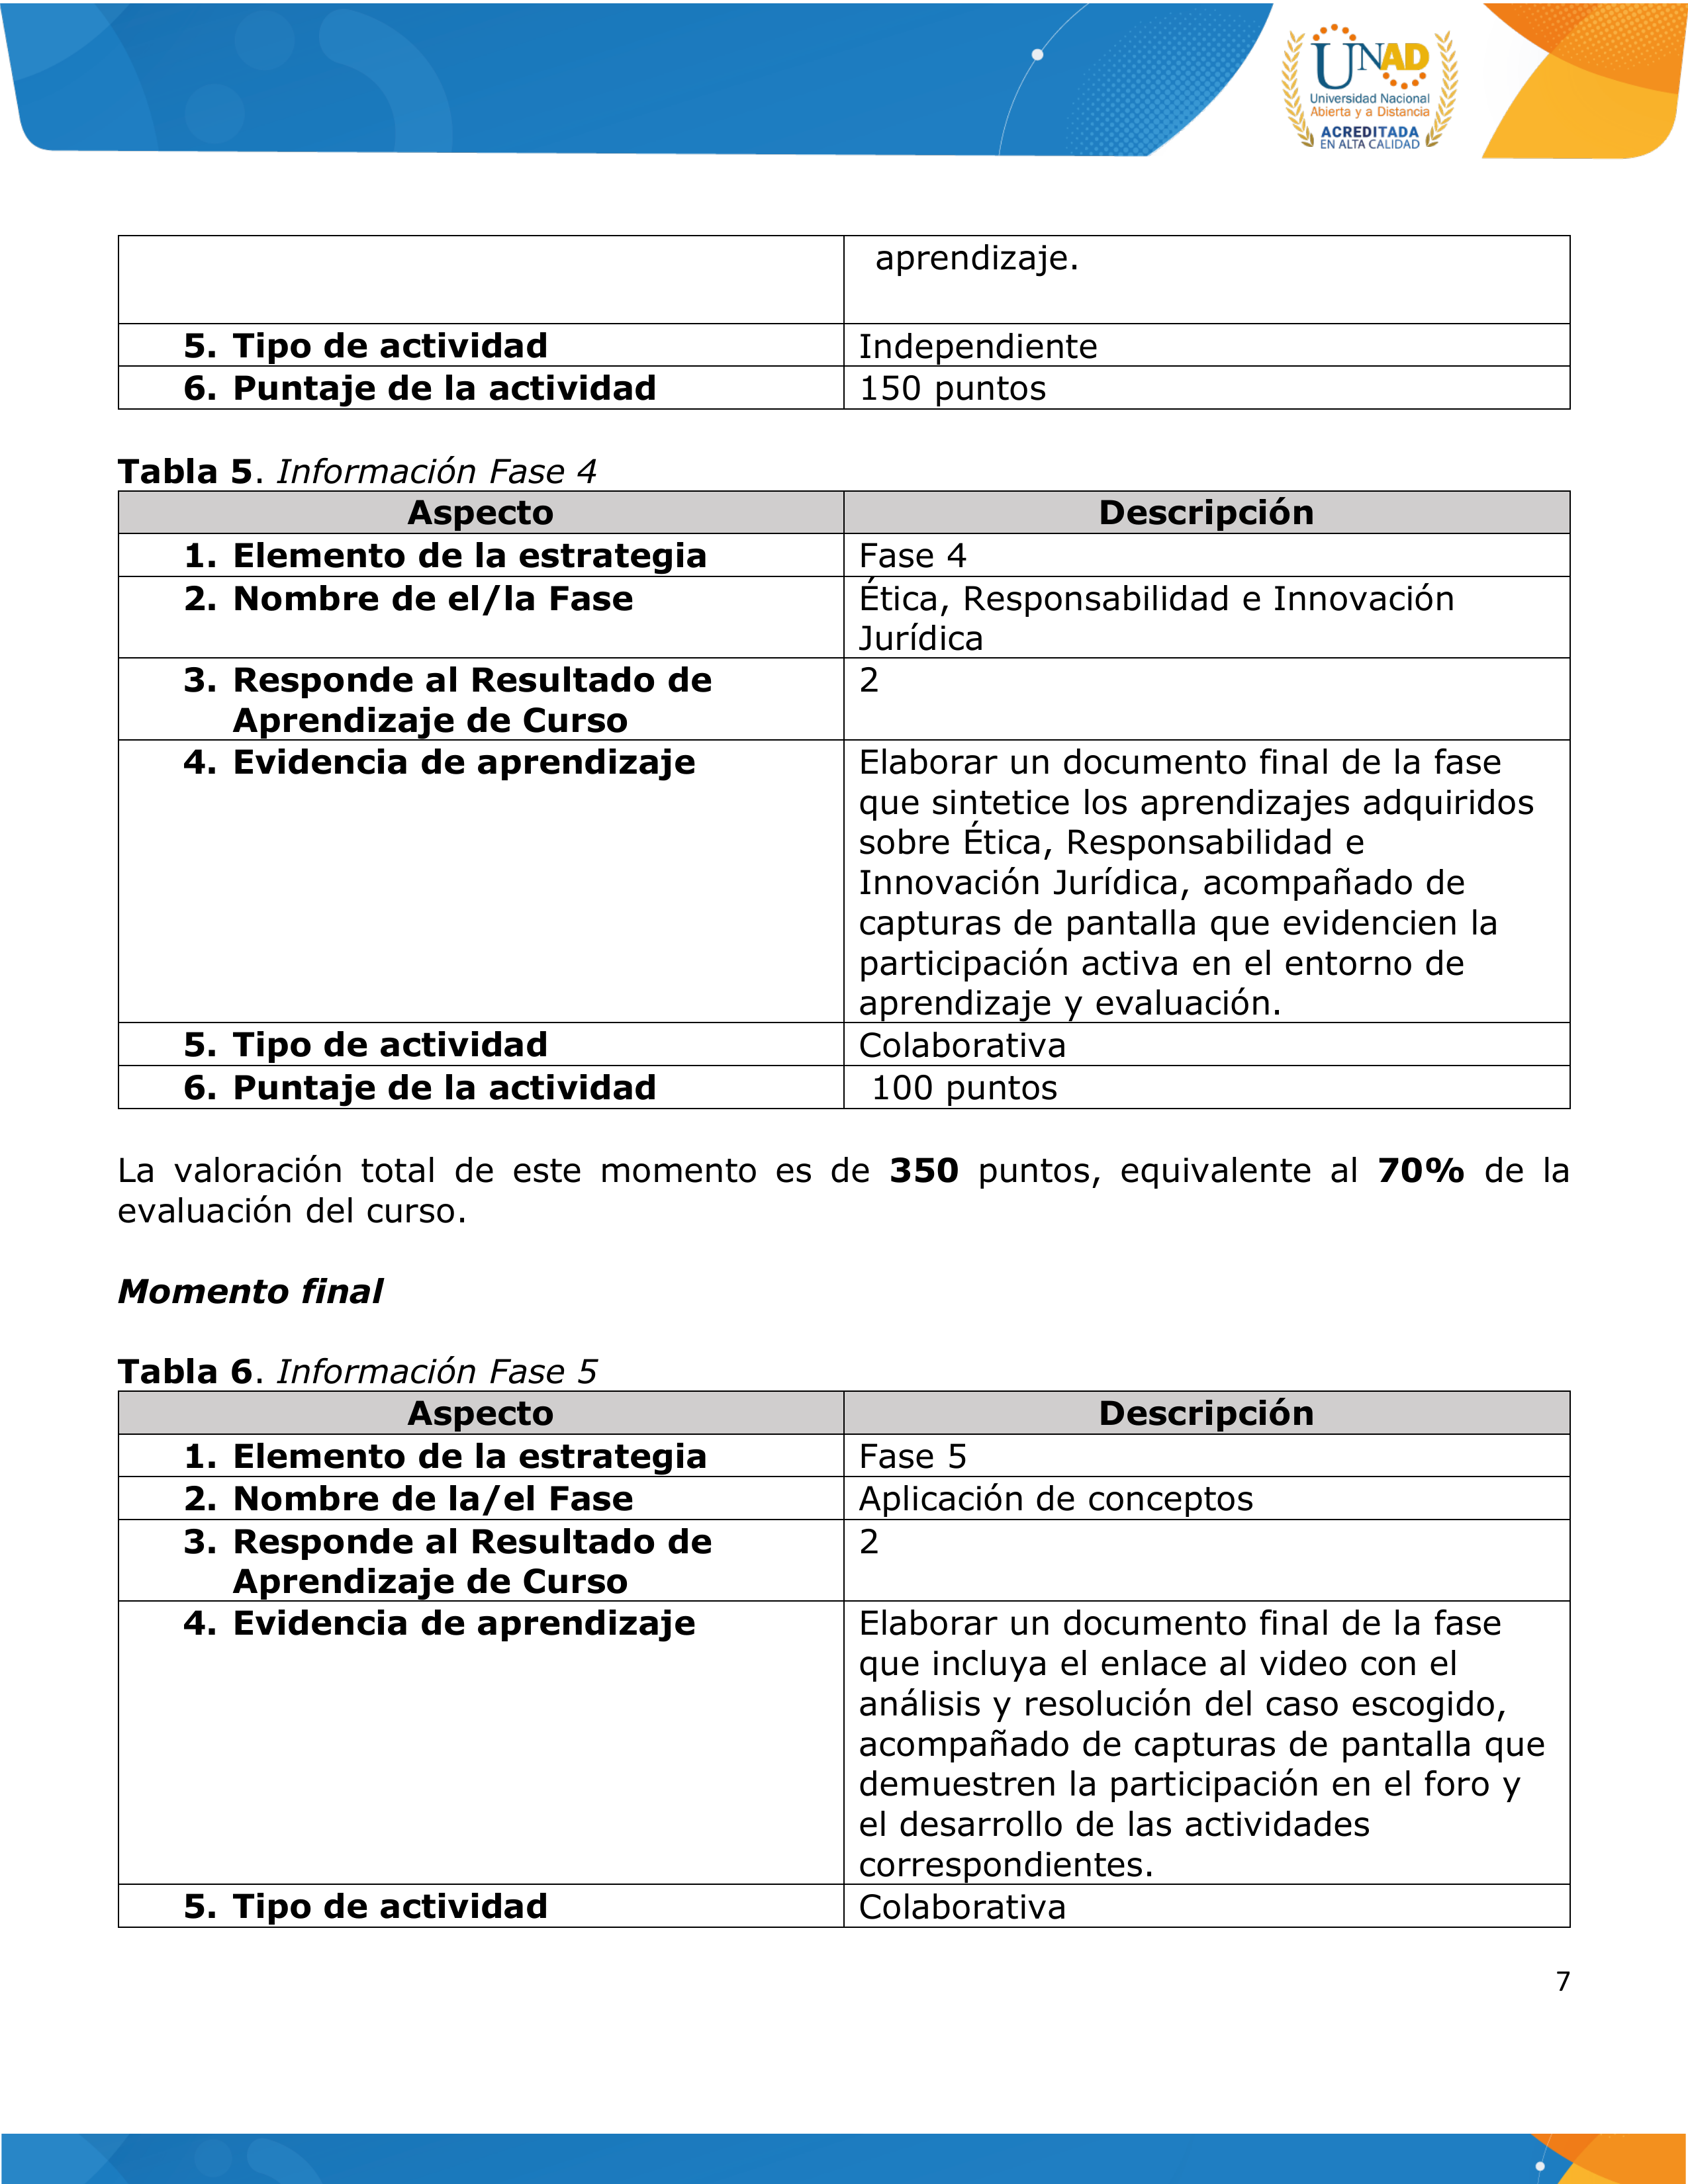 UNAD
Universidad Nacional
Abierta y a Distancia
ACREDITADA
EN ALTA CALIDAD
aprendizaje.
5. Tipo de actividad Independiente
6. Puntaje de la actividad 150 puntos
Tabla 5. Información Fase 4
Aspecto Descripción
1. Elemento de la estrategia Fase 4
2. Nombre de el/la Fase Ética, Responsabilidad e Innovación
Jurídica
3. Responde al Resultado de 2
Aprendizaje de Curso
4. Evidencia de aprendizaje Elaborar un documento final de la fase
que sintetice los aprendizajes adquiridos
sobre Ética, Responsabilidad e
Innovación Jurídica, acompañado de
capturas de pantalla que evidencien la
participación activa en el entorno de
aprendizaje y evaluación.
5. Tipo de actividad Colaborativa
6. Puntaje de la actividad 100 puntos
La valoración total de este momento es de 350 puntos, equivalente al 70% de la
evaluación del curso.
Momento final
Tabla 6. Información Fase 5
Aspecto Descripción
1. Elemento de la estrategia Fase 5
2. Nombre de la/el Fase Aplicación de conceptos
3. Responde al Resultado de 2
Aprendizaje de Curso
4. Evidencia de aprendizaje Elaborar un documento final de la fase
que incluya el enlace al video con el
análisis y resolución del caso escogido,
acompañado de capturas de pantalla que
demuestren la participación en el foro y
el desarrollo de las actividades
correspondientes.
5. Tipo de actividad Colaborativa
7